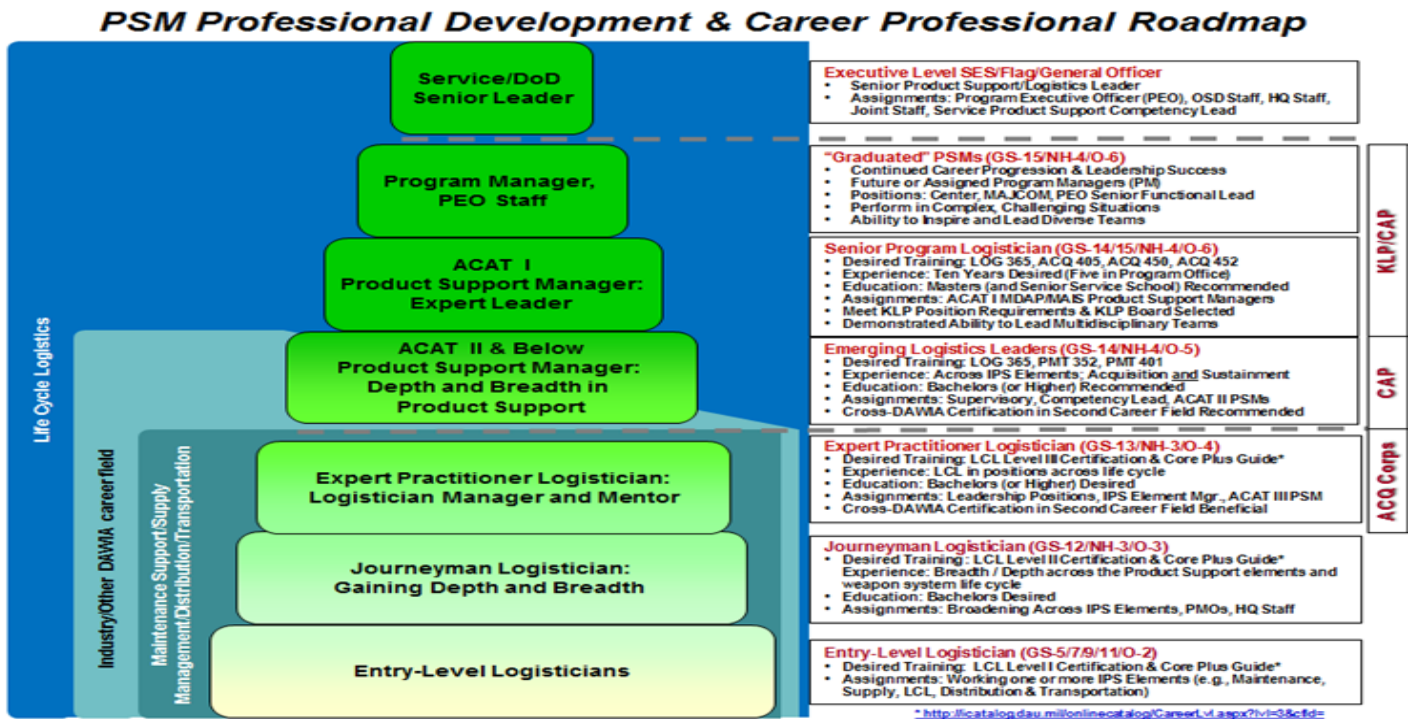 PSM Professional Development & Career Professional Roadmap
Service/DoD
Senior Leader
Program Manager,
PEO Staff
ACAT I
Product Support Manager:
Expert Leader
ACAT II & Below
Product Support Manager:
Depth and Breadth in
Product Support
Expert Practitioner Logistician:
Logistician Manager and Mentor
Journeyman Logistician:
Gaining Depth and Breadth
Entry-Level Logisticians
Life Cycle Logistics
Industry/Other DAWIA career field
Maintenance Support/Supply
Management/Distribution/Transportation
Executive Level SES/Flag/General Officer
• Senior Product Support/Logistics Leader
• Assignments: Program Executive Officer (PEO), OSD Staff, HQ Staff,
Joint Staff, Service Product Support Competency Lead
"Graduated" PSMs (GS-15/NH-4/O-6)
• Continued Career Progression & Leadership Success
• Future or Assigned Program Managers (PM)
• Positions: Center, MAJCOM, PEO Senior Functional Lead
• Perform in Complex, Challenging Situations
• Ability to Inspire and Lead Diverse Teams
Senior Program Logistician (GS-14/15/NH-4/O-6)
• Desired Training: LOG 365, ACQ 405, ACQ 450, ACQ 452
• Experience: Ten Years Desired (Five in Program Office)
• Education: Masters (and Senior Service School) Recommended
• Assignments: ACAT I MDAP/MAIS Product Support Managers
• Meet KLP Position Requirements & KLP Board Selected
• Demonstrated Ability to Lead Multidisciplinary Teams
Emerging Logistics Leaders (GS-14/NH-4/O-5)
• Desired Training: LOG 365, PMT 352, PMT 401
• Experience: Across IPS Elements; Acquisition and Sustainment
• Education: Bachelors (or Higher) Recommended
• Assignments: Supervisory, Competency Lead, ACAT II PSMs
• Cross-DAWIA Certification in Second Career Field Recommended
Expert Practitioner Logistician (GS-13/NH-3/O-4)
• Desired Training: LCL Level III Certification & Core Plus Guide*
• Experience: LCL in positions across life cycle
• Education: Bachelors (or Higher) Desired
• Assignments: Leadership Positions, IPS Element Mgr., ACAT III PSM
• Cross-DAWIA Certification in Second Career Field Beneficial
Journeyman Logistician (GS-12/NH-3/O-3)
• Desired Training: LCL Level II Certification & Core Plus Guide*
Experience: Breadth / Depth across the Product Support elements and
weapon system life cycle
• Education: Bachelors Desired
• Assignments: Broadening Across IPS Elements, PMOs, HQ Staff
Entry-Level Logistician (GS-5/7/9/11/O-2)
• Desired Training: LCL Level I Certification & Core Plus Guide*
• Assignments: Working one or more IPS Elements (e.g., Maintenance,
Supply, LCL, Distribution & Transportation)
* http://icatalog.dau.mil/onlinecatalog/CareerLvl.aspx?lvl=3&cfld=
KLP/CAP
CAP
ACQ Corps